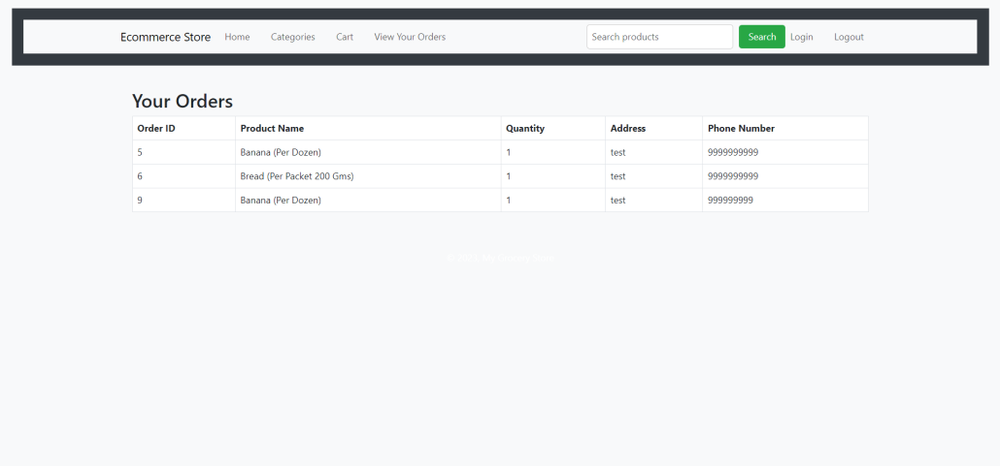 Ecommerce Store Home Categories Cart View Your Orders Search products Search Login Logout
Your Orders
Order ID Product Name Quantity Address Phone Number
5 Banana (Per Dozen) 1 test 9999999999
6 Bread (Per Packet 200 Gms) 1 test 9999999999
9 Banana (Per Dozen) 1 test 999999999